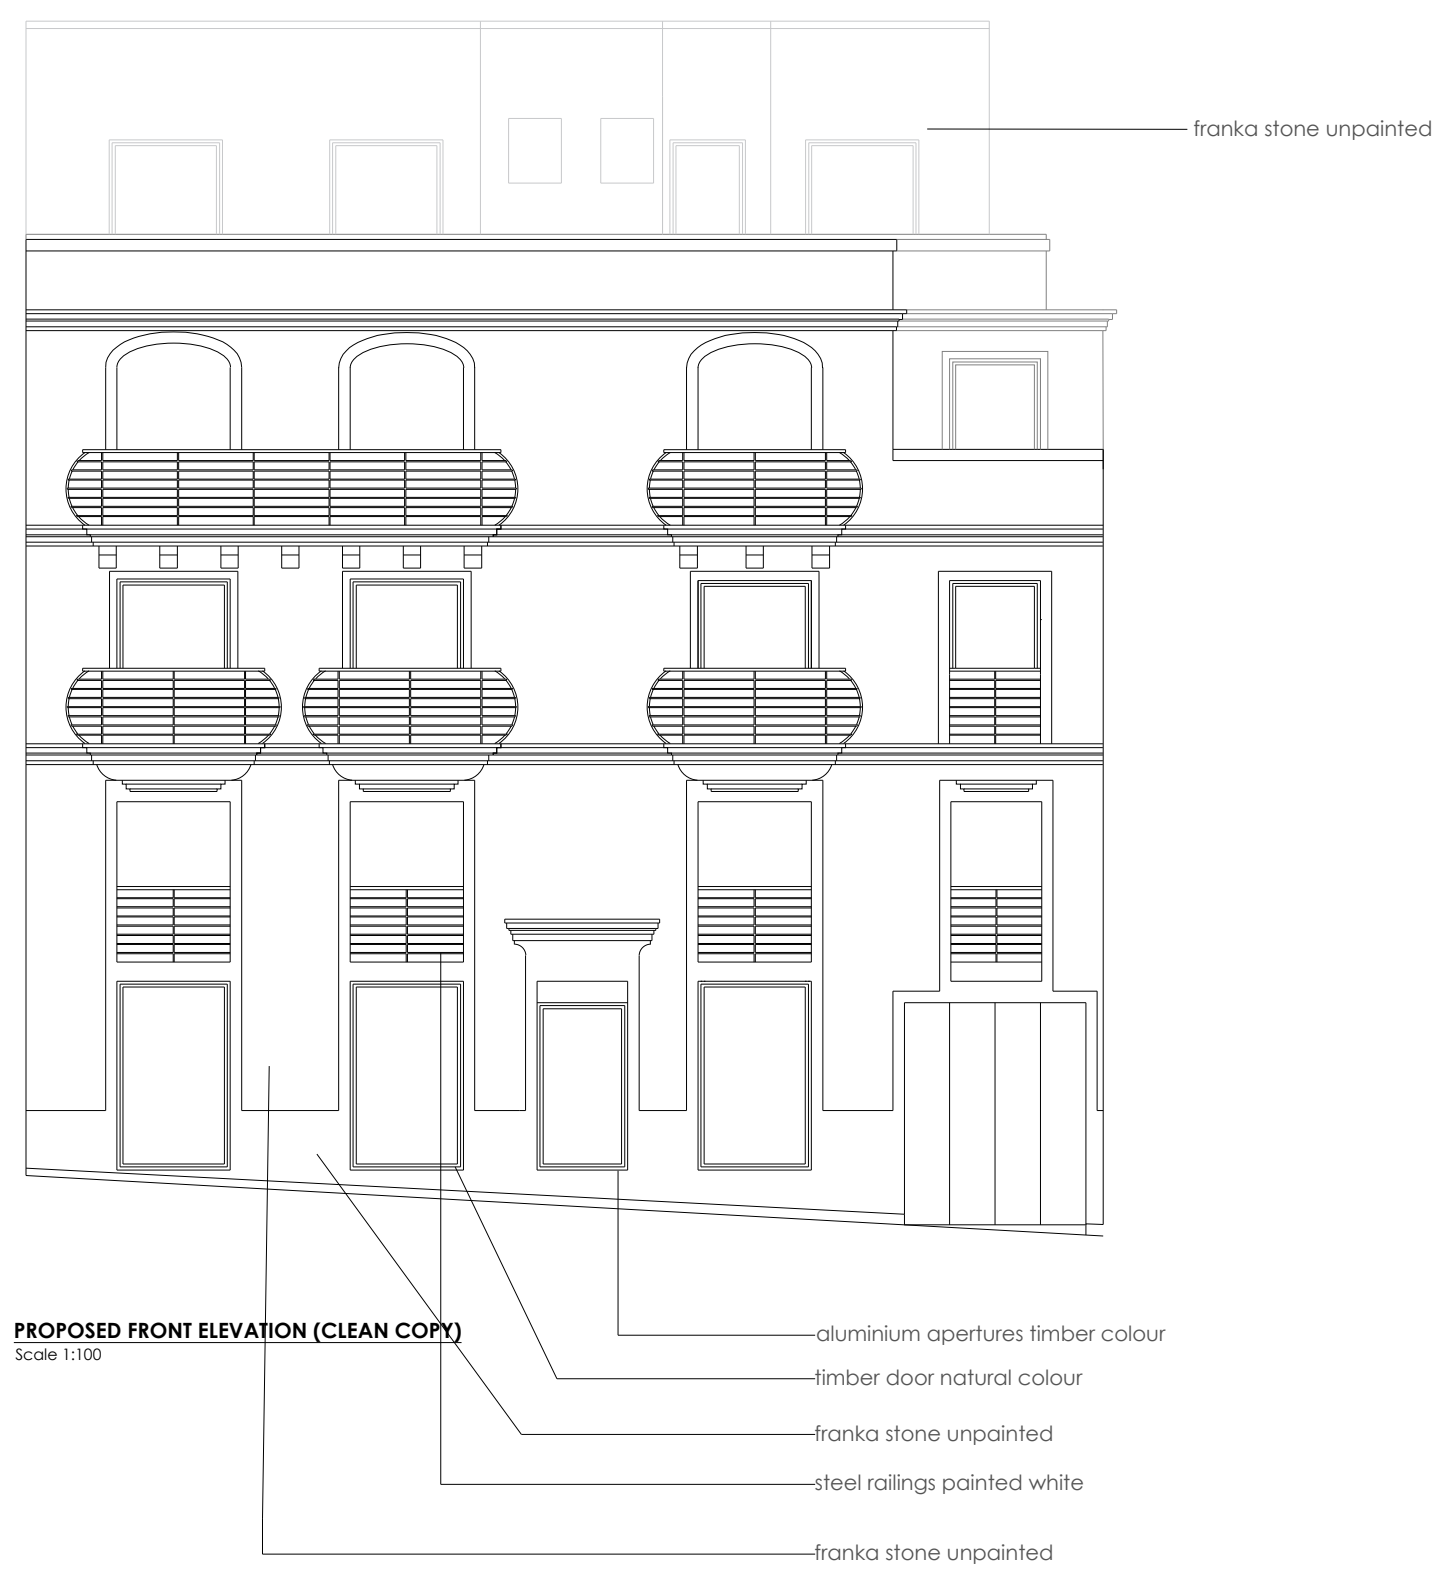 franka stone unpainted
PROPOSED FRONT ELEVATION (CLEAN COPY)
Scale 1:100
aluminium apertures timber colour
timber door natural colour
franka stone unpainted
steel railings painted white
franka stone unpainted